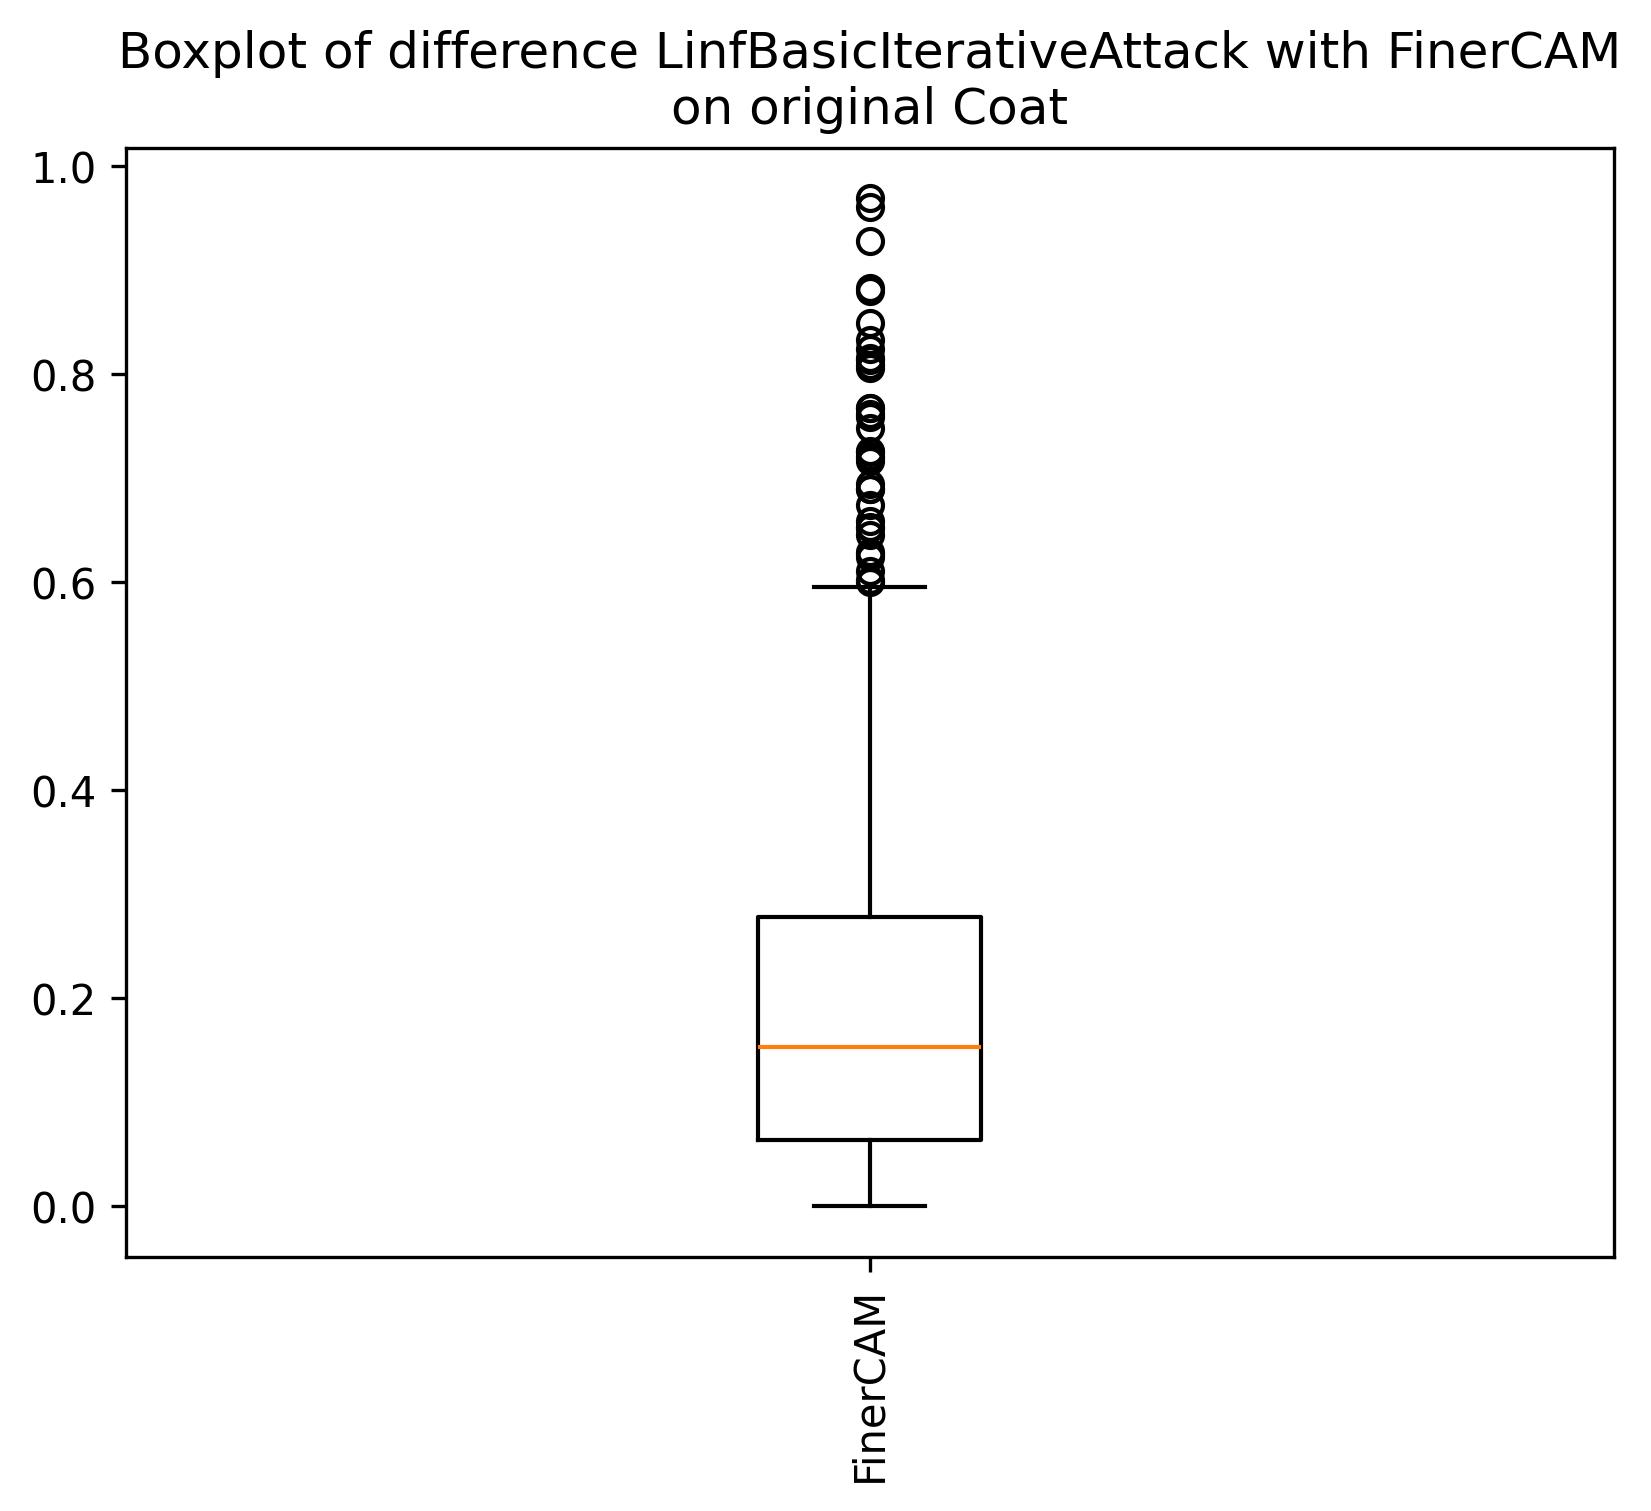 Boxplot of difference LinfBasicIterativeAttack with FinerCAM
on original Coat
1.0
0.8
0.6
0.4
0.2
0.0
FinerCAM